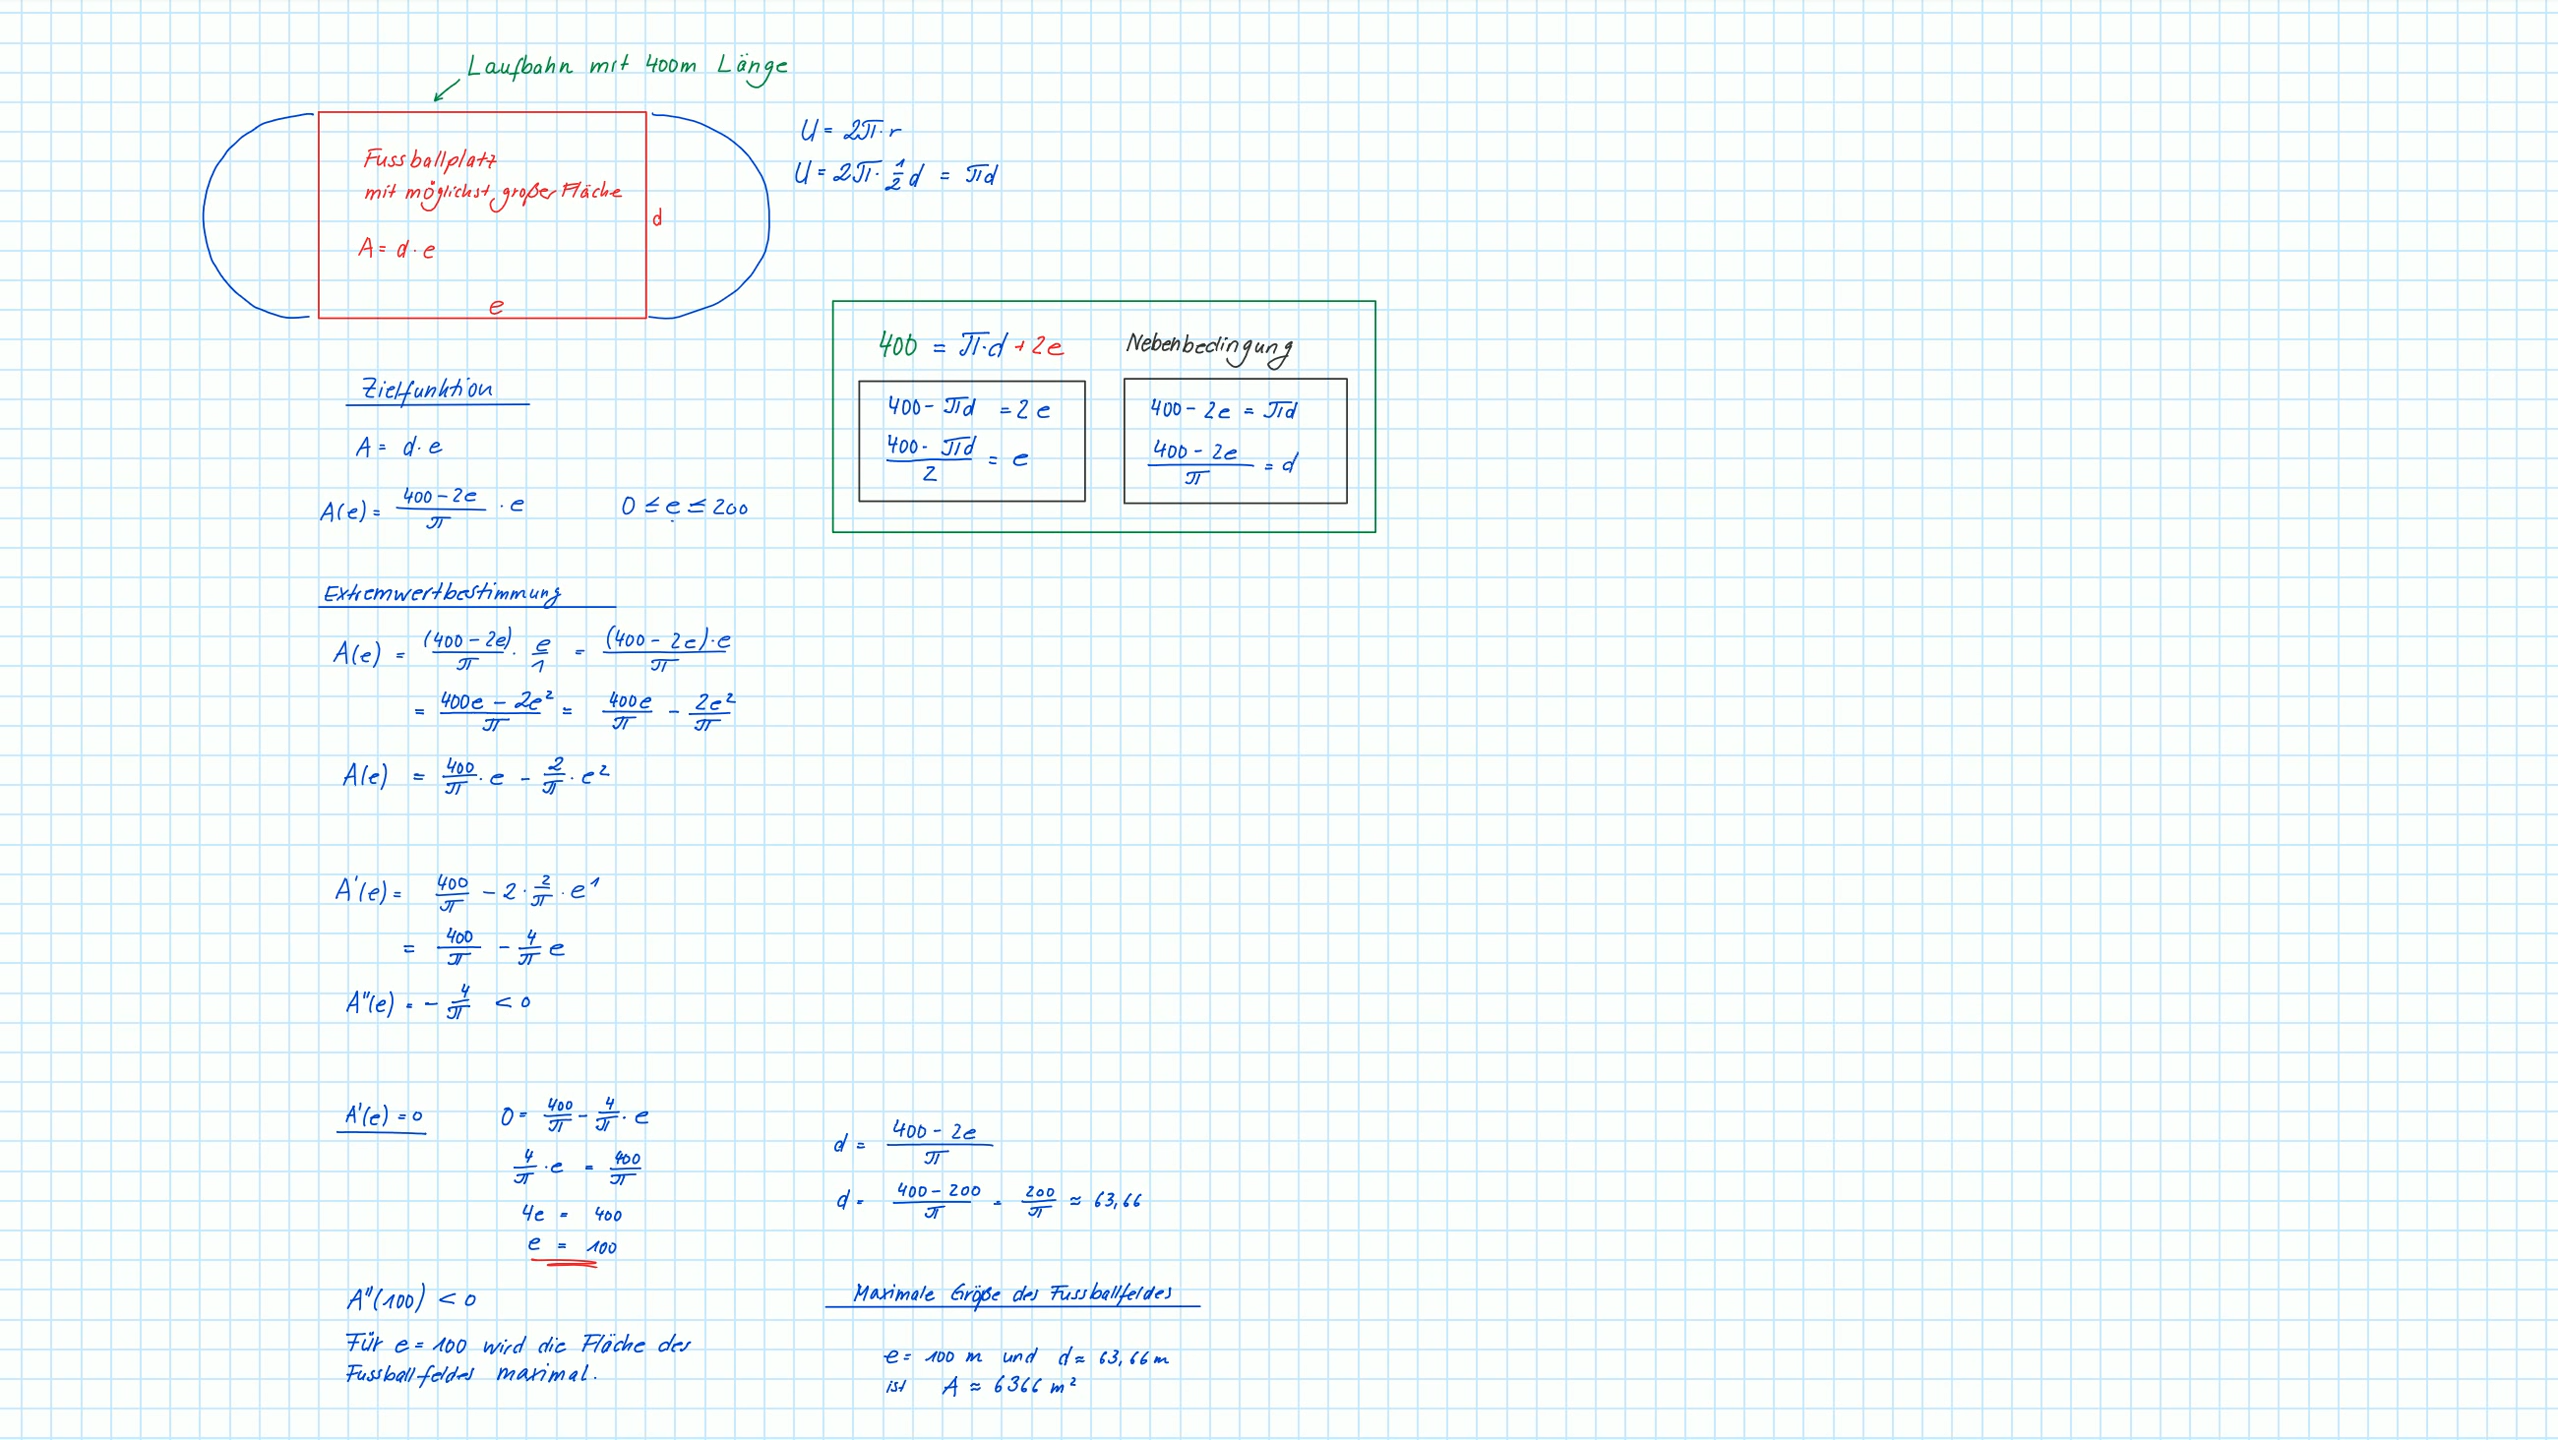 Laufbahn mit 400m Länge
Fussballplatz
mit möglichst großer Fläche
A = d · e
d
e
U = 2π · r
U = 2π · 1/2 d = πd
400 = π · d + 2e Nebenbedingung
400 - πd = 2e
(400 - πd)/2 = e
400 - 2e = πd
(400 - 2e)/π = d
Zielfunktion
A = d · e
A(e) = (400 - 2e)/π · e 0 ≤ e ≤ 200
Extremwertbestimmung
A(e) = (400 - 2e)/π · e/1 = (400 - 2e) · e/π
= (400e - 2e²)/π = 400e/π - 2e²/π
A(e) = 400/π · e - 2/π · e²
A'(e) = 400/π - 2 · 2/π · e¹
= 400/π - 4/π e
A''(e) = - 4/π < 0
A'(e) = 0 0 = 400/π - 4/π · e
4/π · e = 400/π
4e = 400
e = 100
A''(100) < 0
Für e = 100 wird die Fläche des
Fussballfeldes maximal.
d = (400 - 2e)/π
d = (400 - 200)/π = 200/π ≈ 63,66
Maximale Größe des Fussballfeldes
e = 100 m und d ≈ 63,66 m
ist A ≈ 6366 m²